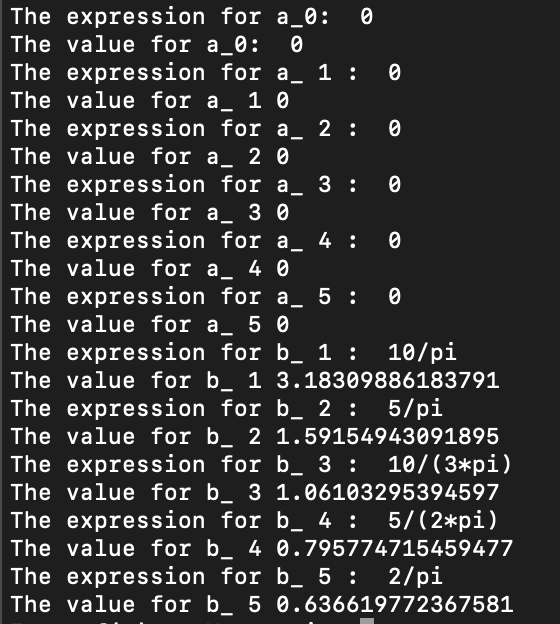 The expression for a_0:  0
The value for a_0:  0
The expression for a_ 1 :  0
The value for a_ 1 0
The expression for a_ 2 :  0
The value for a_ 2 0
The expression for a_ 3 :  0
The value for a_ 3 0
The expression for a_ 4 :  0
The value for a_ 4 0
The expression for a_ 5 :  0
The value for a_ 5 0
The expression for b_ 1 :  10/pi
The value for b_ 1 3.18309886183791
The expression for b_ 2 :  5/pi
The value for b_ 2 1.59154943091895
The expression for b_ 3 :  10/(3*pi)
The value for b_ 3 1.06103295394597
The expression for b_ 4 :  5/(2*pi)
The value for b_ 4 0.795774715459477
The expression for b_ 5 :  2/pi
The value for b_ 5 0.636619772367581